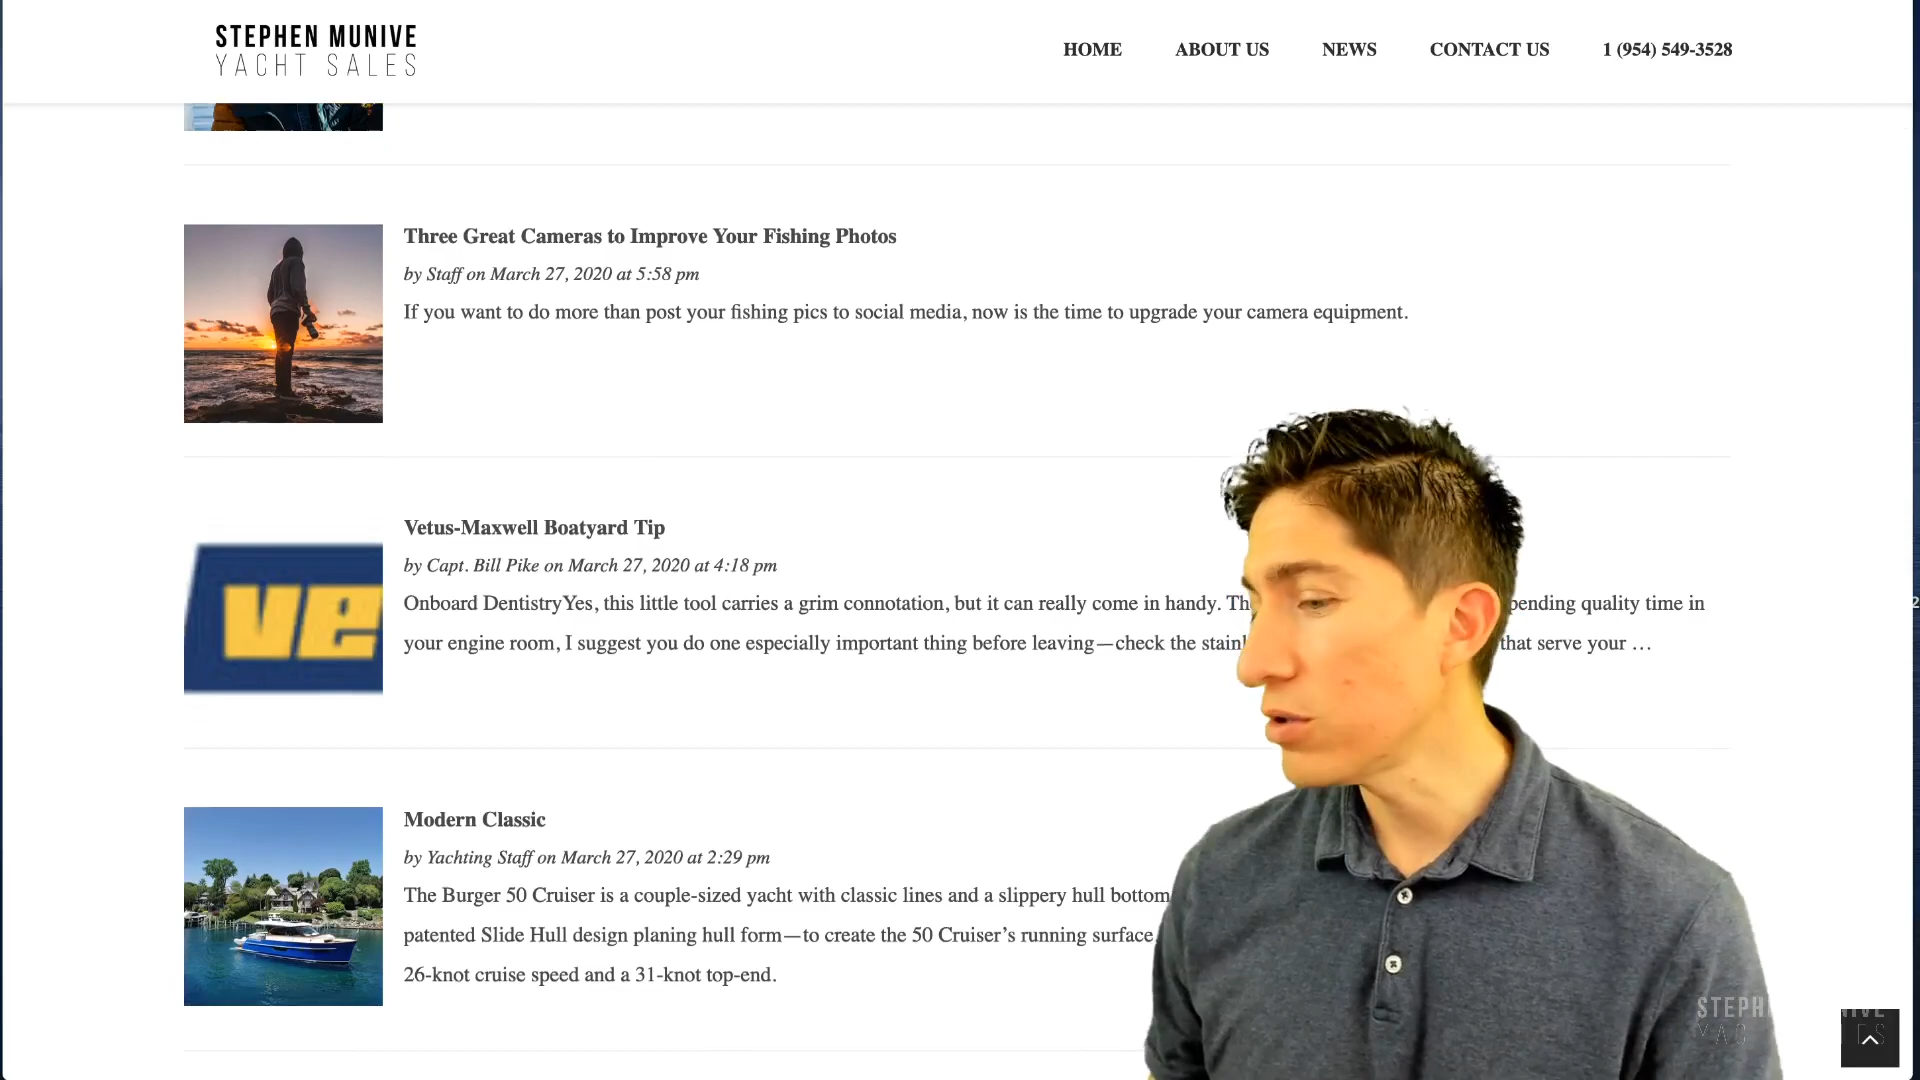 STEPHEN MUNIVE
YACHT SALES
HOME ABOUT US NEWS CONTACT US 1 (954) 549-3528
Three Great Cameras to Improve Your Fishing Photos
by Staff on March 27, 2020 at 5:58 pm
If you want to do more than post your fishing pics to social media, now is the time to upgrade your camera equipment.
ve
Vetus-Maxwell Boatyard Tip
by Capt. Bill Pike on March 27, 2020 at 4:18 pm
Onboard DentistryYes, this little tool carries a grim connotation, but it can really come in handy. Th pending quality time in
your engine room, I suggest you do one especially important thing before leaving—check the stainl that serve your …
Modern Classic
by Yachting Staff on March 27, 2020 at 2:29 pm
The Burger 50 Cruiser is a couple-sized yacht with classic lines and a slippery hull bottom
patented Slide Hull design planing hull form—to create the 50 Cruiser’s running surface
26-knot cruise speed and a 31-knot top-end.